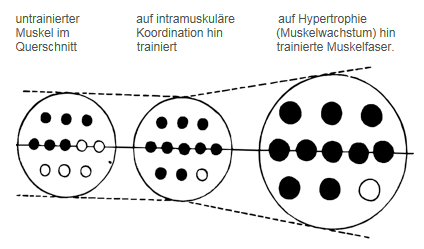 untrainierter
Muskel im
Querschnitt
auf intramuskuläre
Koordination hin
trainiert
auf Hypertrophie
(Muskelwachstum) hin
trainierte Muskelfaser.